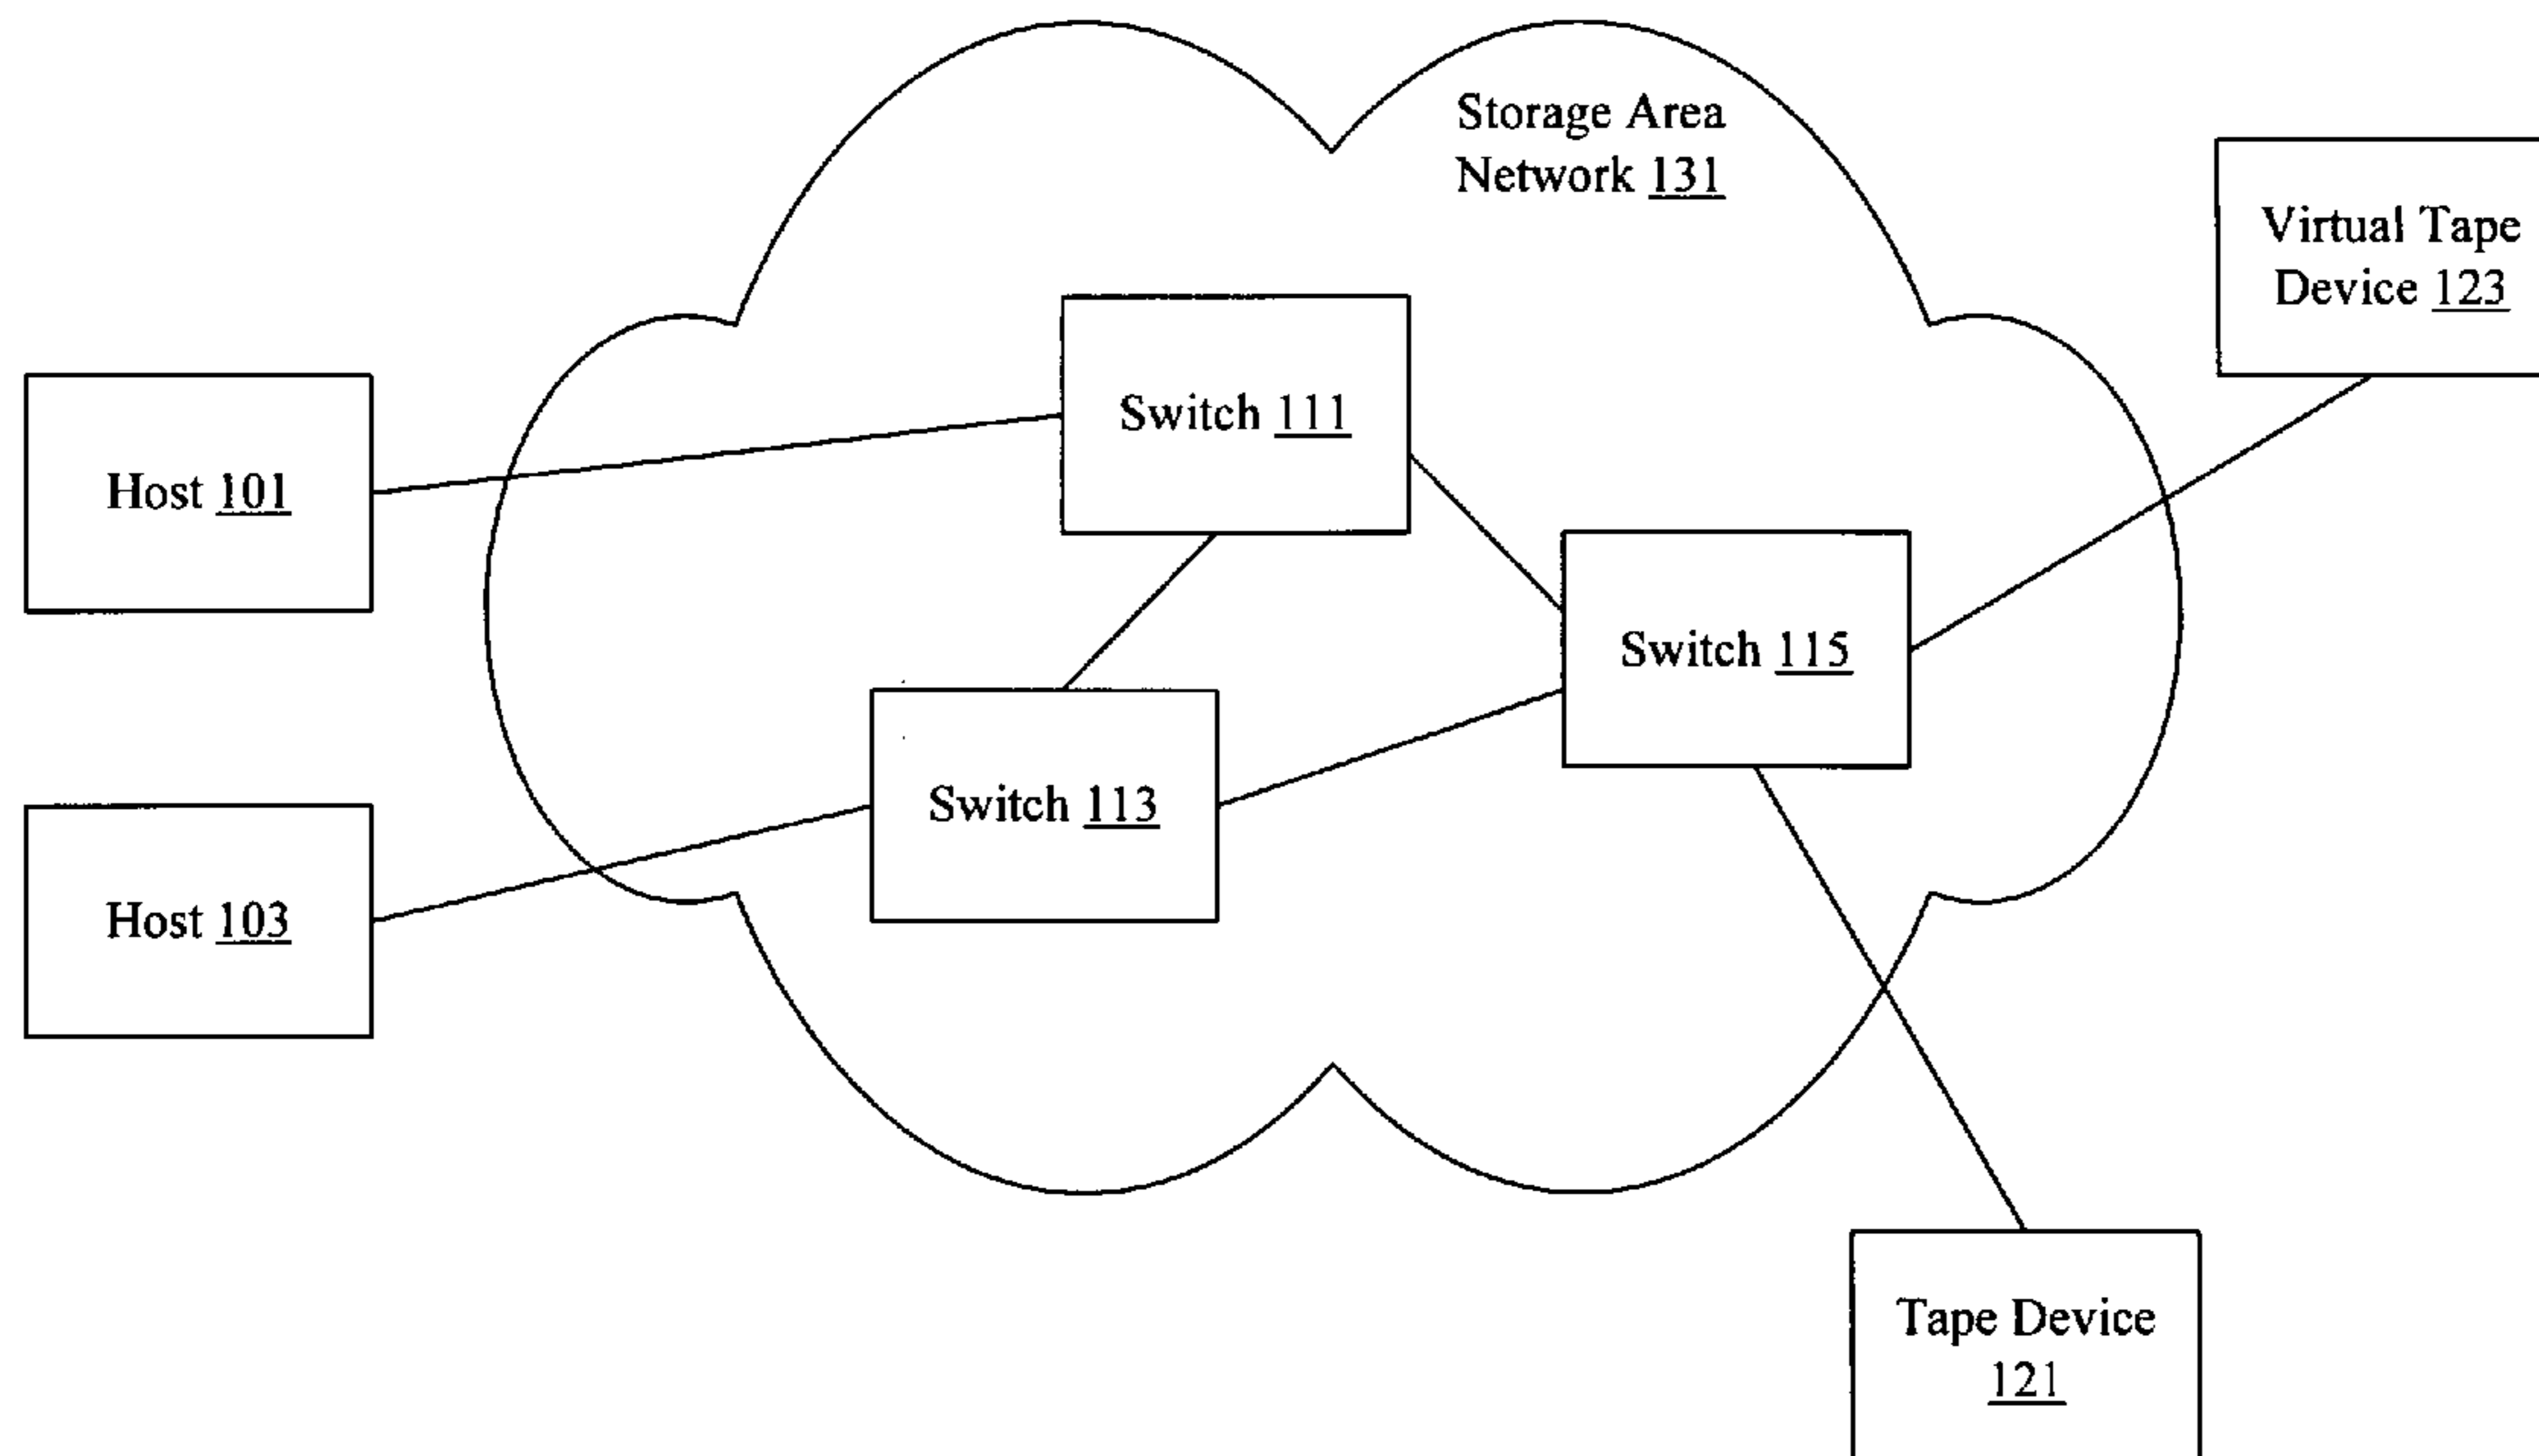 Storage Area
Network 131
Virtual Tape
Device 123
Switch 111
Host 101
Switch 115
Switch 113
Host 103
Tape Device
121